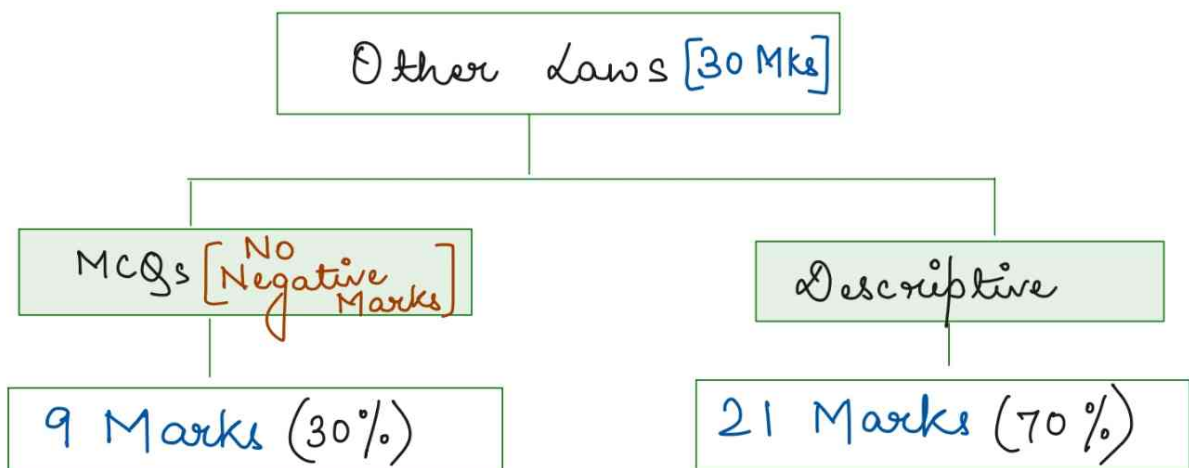 Other Laws [30 Mks]
MCQs [No Negative Marks]
Descriptive
9 Marks (30%)
21 Marks (70%)